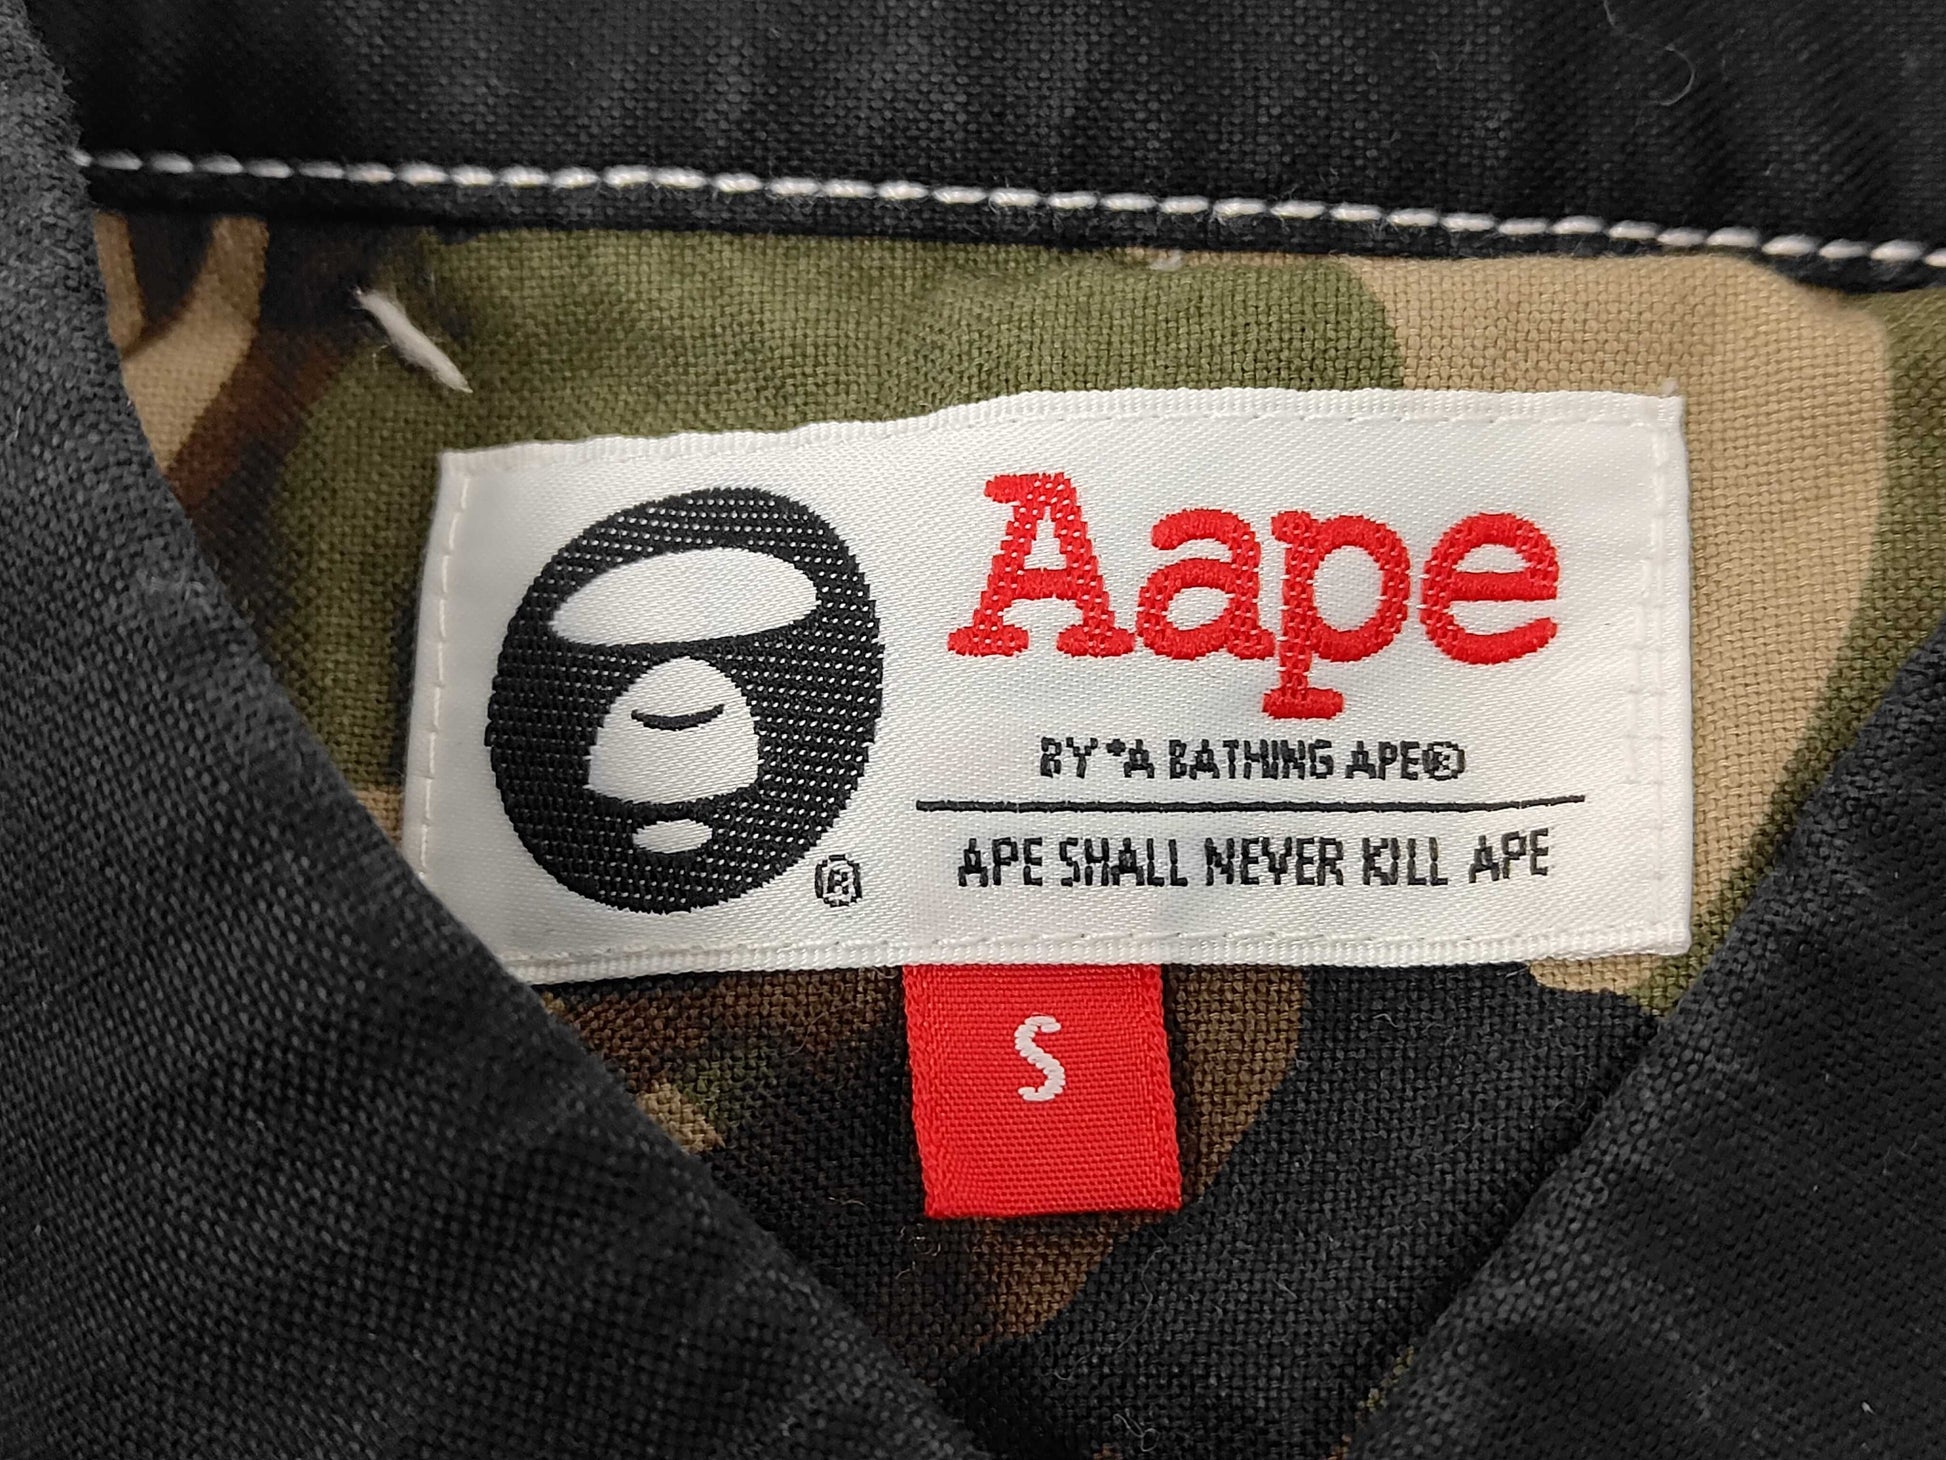 Aape
BY *A BATHING APE®
APE SHALL NEVER KILL APE
®
S